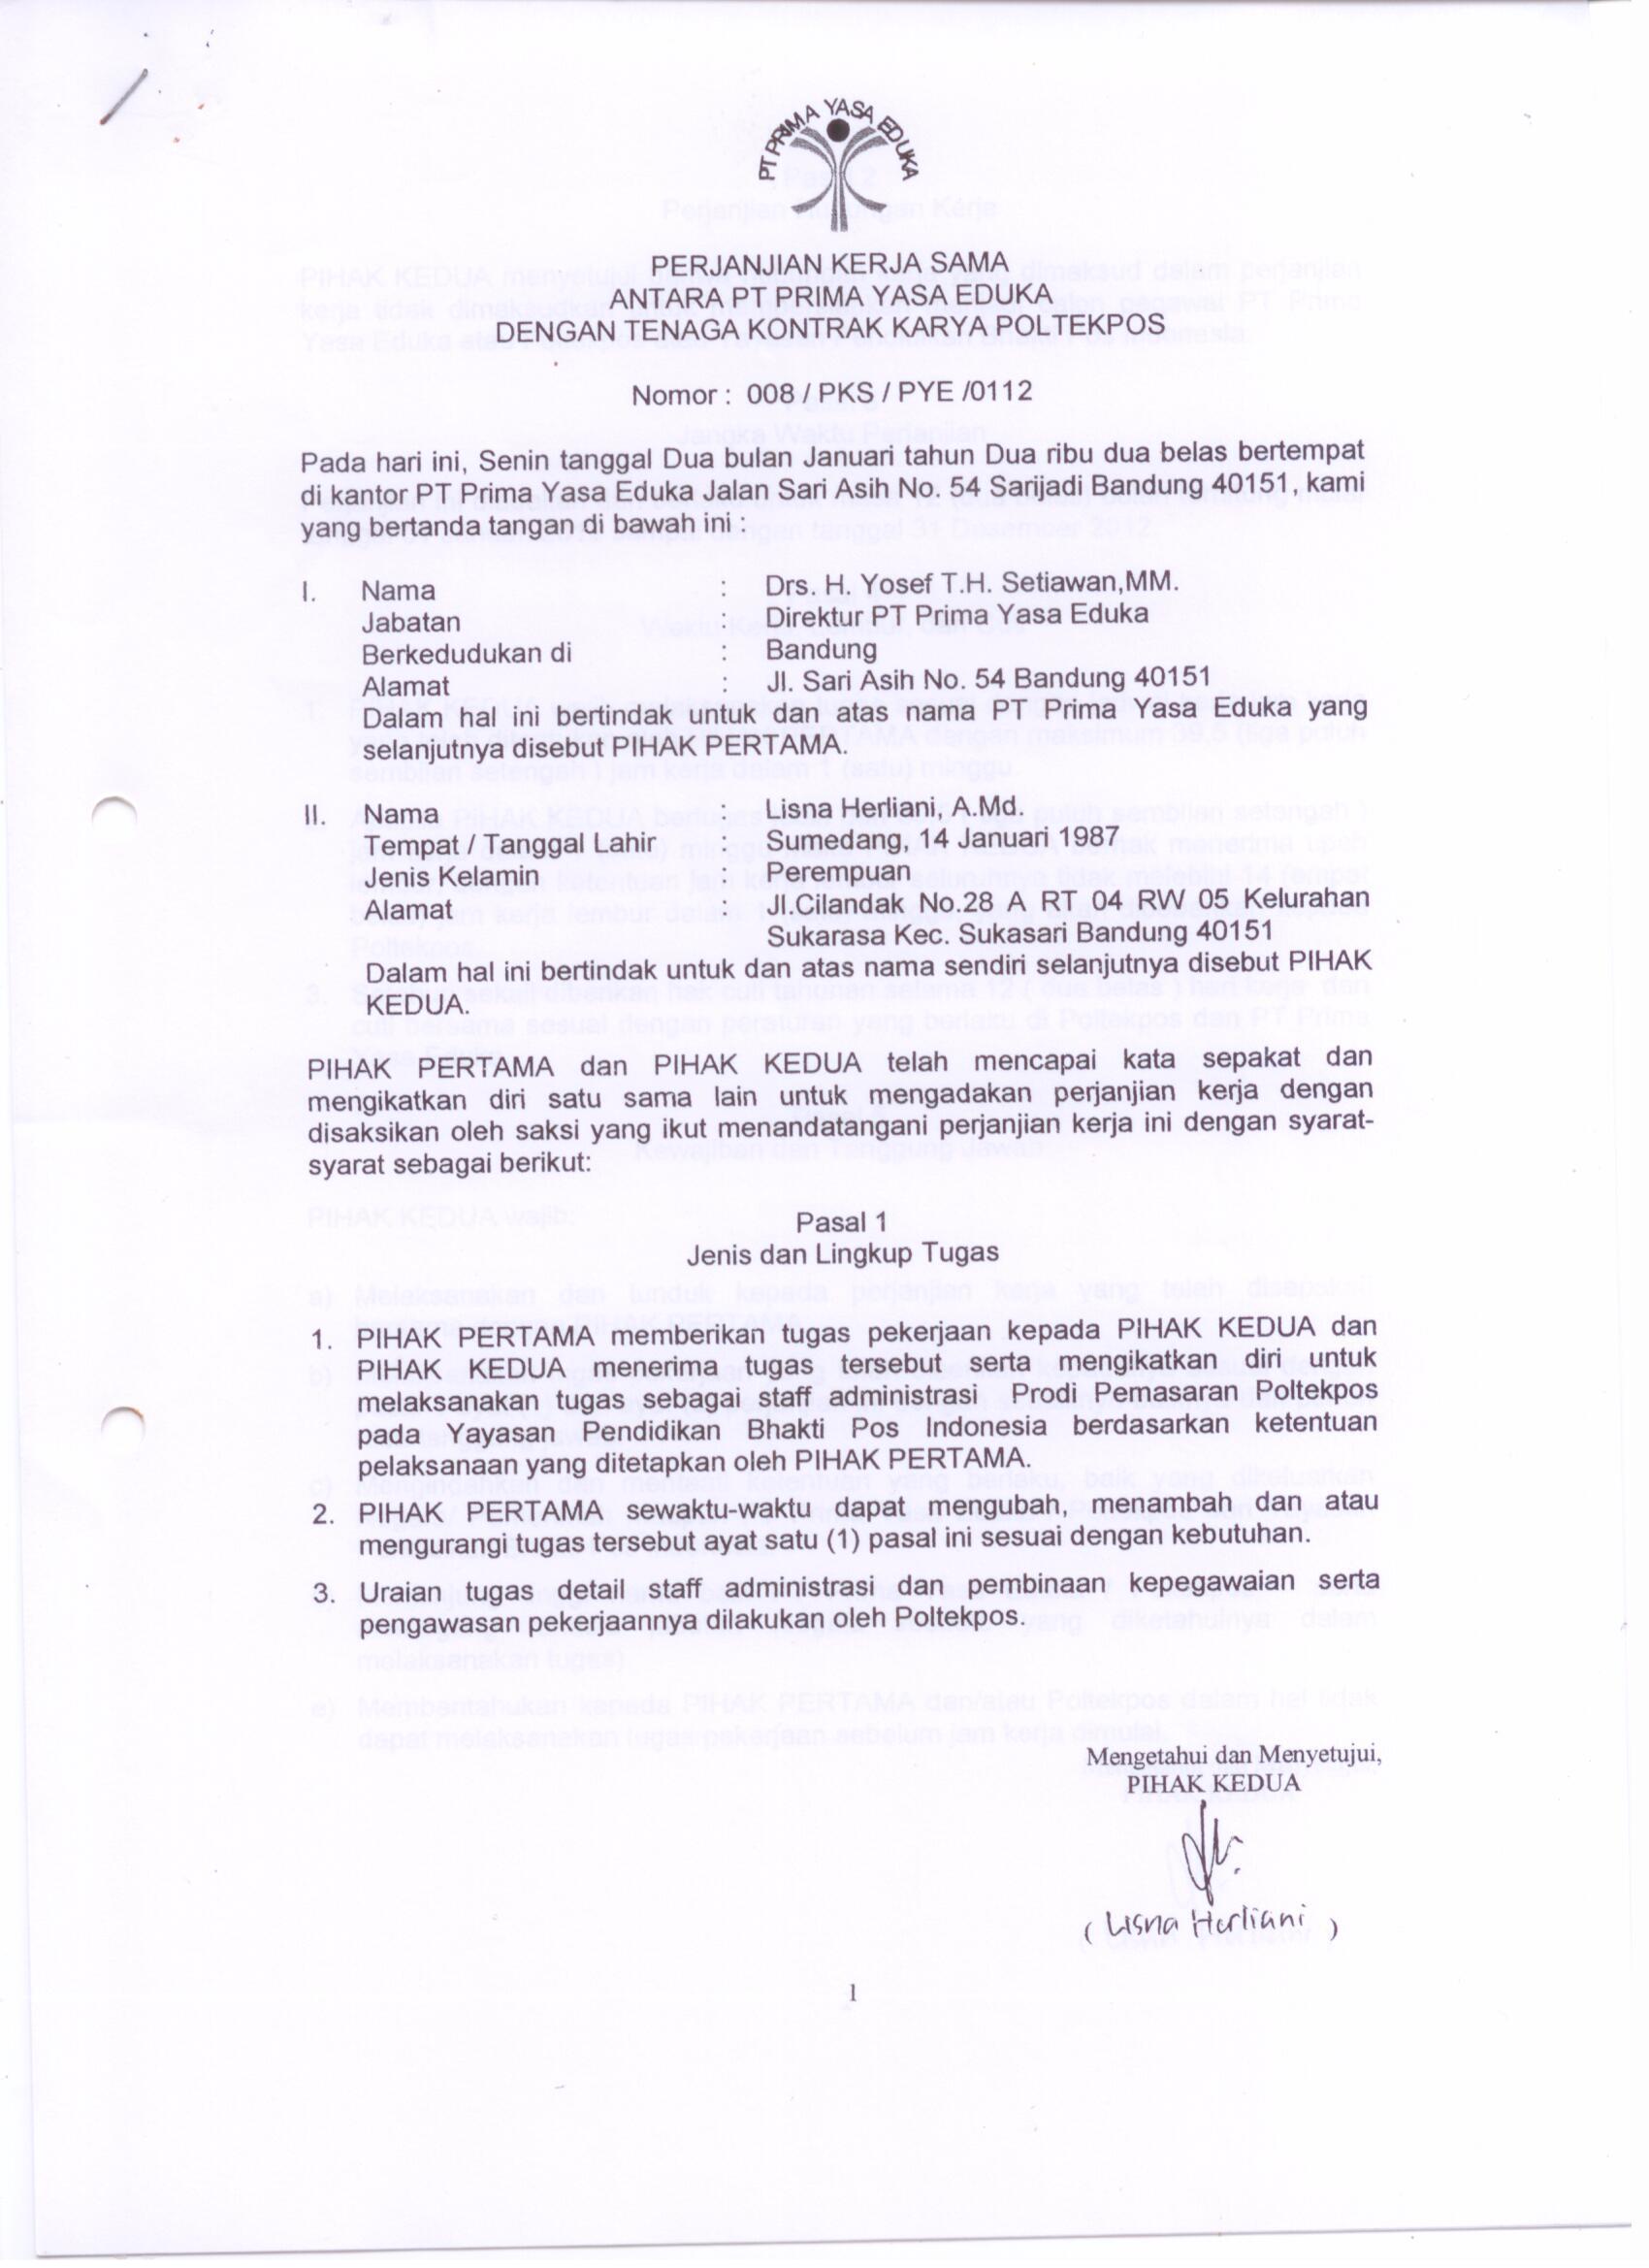 PT PRIMA YASA EDUKA
PERJANJIAN KERJA SAMA
ANTARA PT PRIMA YASA EDUKA
DENGAN TENAGA KONTRAK KARYA POLTEKPOS
Nomor : 008 / PKS / PYE /0112
Pada hari ini, Senin tanggal Dua bulan Januari tahun Dua ribu dua belas bertempat
di kantor PT Prima Yasa Eduka Jalan Sari Asih No. 54 Sarijadi Bandung 40151, kami
yang bertanda tangan di bawah ini :
I. Nama : Drs. H. Yosef T.H. Setiawan,MM.
Jabatan : Direktur PT Prima Yasa Eduka
Berkedudukan di : Bandung
Alamat : Jl. Sari Asih No. 54 Bandung 40151
Dalam hal ini bertindak untuk dan atas nama PT Prima Yasa Eduka yang
selanjutnya disebut PIHAK PERTAMA.
II. Nama : Lisna Herliani, A.Md.
Tempat / Tanggal Lahir : Sumedang, 14 Januari 1987
Jenis Kelamin : Perempuan
Alamat : Jl.Cilandak No.28 A RT 04 RW 05 Kelurahan
Sukarasa Kec. Sukasari Bandung 40151
Dalam hal ini bertindak untuk dan atas nama sendiri selanjutnya disebut PIHAK
KEDUA.
PIHAK PERTAMA dan PIHAK KEDUA telah mencapai kata sepakat dan
mengikatkan diri satu sama lain untuk mengadakan perjanjian kerja dengan
disaksikan oleh saksi yang ikut menandatangani perjanjian kerja ini dengan syarat-
syarat sebagai berikut:
Pasal 1
Jenis dan Lingkup Tugas
1. PIHAK PERTAMA memberikan tugas pekerjaan kepada PIHAK KEDUA dan
PIHAK KEDUA menerima tugas tersebut serta mengikatkan diri untuk
melaksanakan tugas sebagai staff administrasi Prodi Pemasaran Poltekpos
pada Yayasan Pendidikan Bhakti Pos Indonesia berdasarkan ketentuan
pelaksanaan yang ditetapkan oleh PIHAK PERTAMA.
2. PIHAK PERTAMA sewaktu-waktu dapat mengubah, menambah dan atau
mengurangi tugas tersebut ayat satu (1) pasal ini sesuai dengan kebutuhan.
3. Uraian tugas detail staff administrasi dan pembinaan kepegawaian serta
pengawasan pekerjaannya dilakukan oleh Poltekpos.
Mengetahui dan Menyetujui,
PIHAK KEDUA
( Lisna Herliani )
1